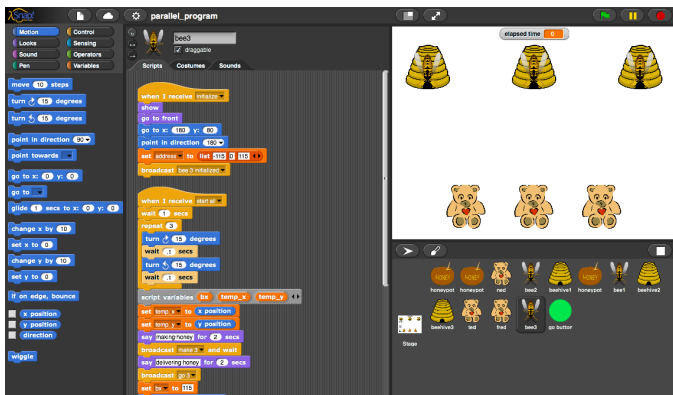 Snap! parallel_program
Motion Control
Looks Sensing
Sound Operators
Pen Variables
move 10 steps
turn 15 degrees
turn 15 degrees
point in direction 90
point towards
go to x: 0 y: 0
go to
glide 1 secs to x: 0 y: 0
change x by 10
set x to 0
change y by 10
set y to 0
if on edge, bounce
x position
y position
direction
wiggle
bee3
draggable
Scripts Costumes Sounds
when I receive initialize
show
go to front
go to x: 180 y: 80
point in direction 180
set address to list -115 0 115
broadcast bee 3 initialized
when I receive start all
wait 1 secs
repeat 3
turn 15 degrees
wait .1 secs
turn 15 degrees
wait .1 secs
script variables bx temp_x temp_y
set temp_x to x position
set temp_y to y position
say making honey for 7 secs
broadcast make 3 and wait
say delivering honey for 2 secs
broadcast go 3
set bx to 115
elapsed time 0
honeypot honeypot ned bee2 beehive1 honeypot bee1 beehive2
beehive3 ted fred bee3 go button
Stage